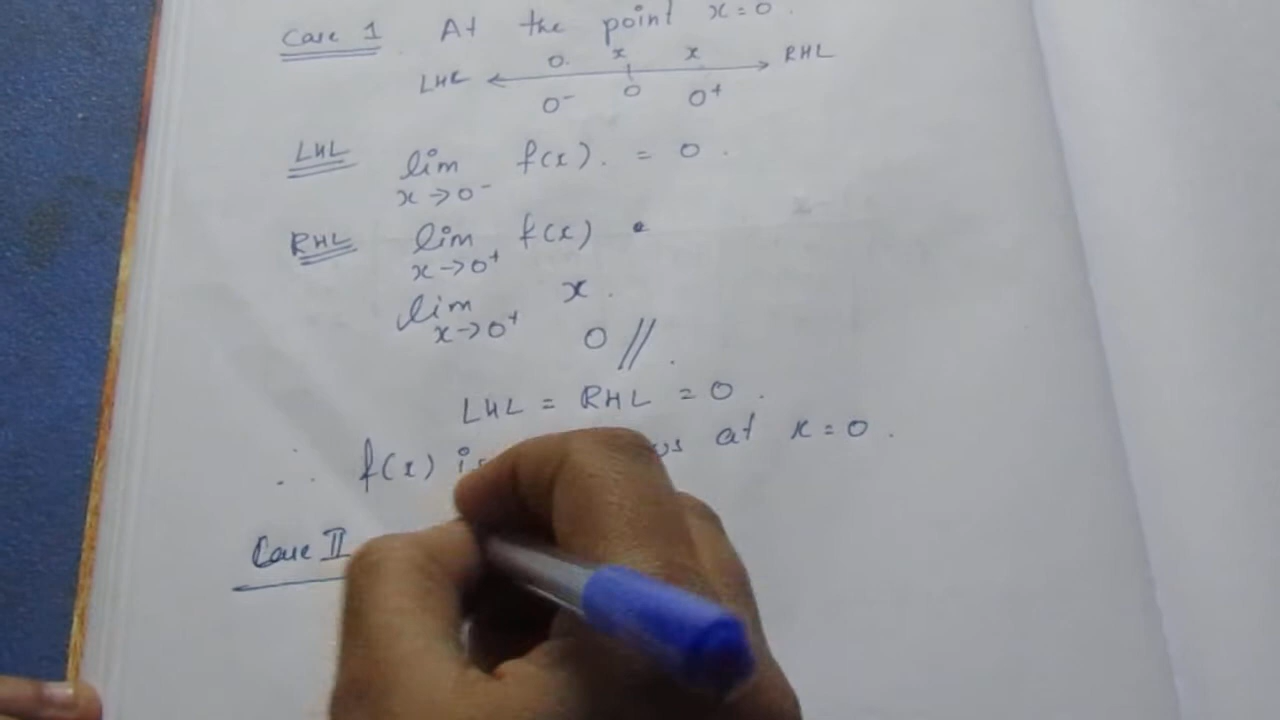 Case 1. At the point x=0.
0. x x
LHL RHL
0⁻ 0 0⁺
LHL lim f(x). = 0.
x→0⁻
RHL lim f(x)
x→0⁺
lim x.
x→0⁺
0 //.
LHL = RHL = 0.
∴ f(x) is at x=0.
Case II